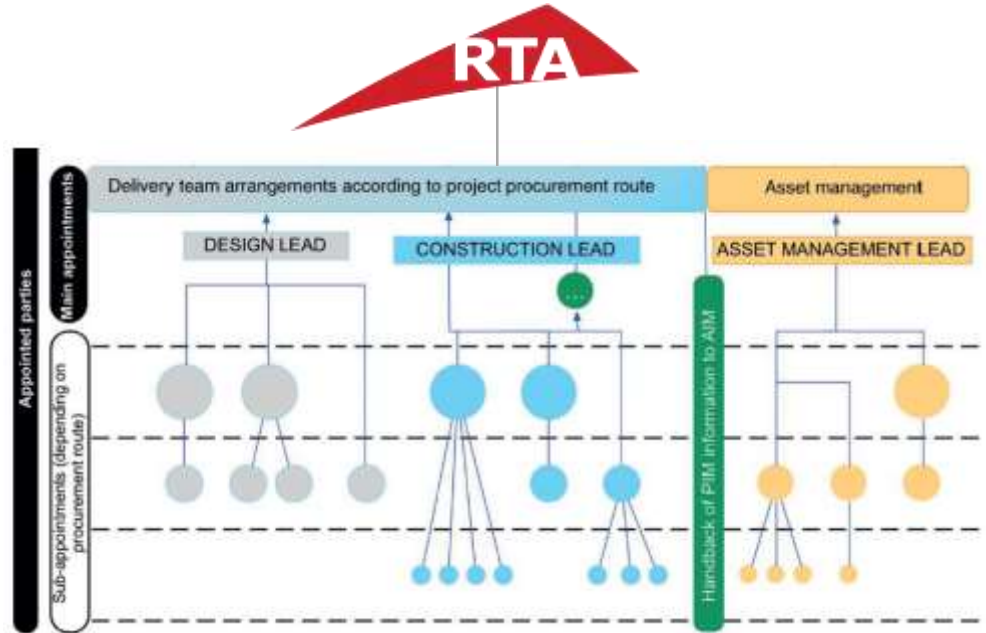 RTA
Appointed parties
Main appointments
Delivery team arrangements according to project procurement route
Asset management
DESIGN LEAD
CONSTRUCTION LEAD
ASSET MANAGEMENT LEAD
...
Sub-appointments (depending on
procurement route)
Handback of PIM information to AIM